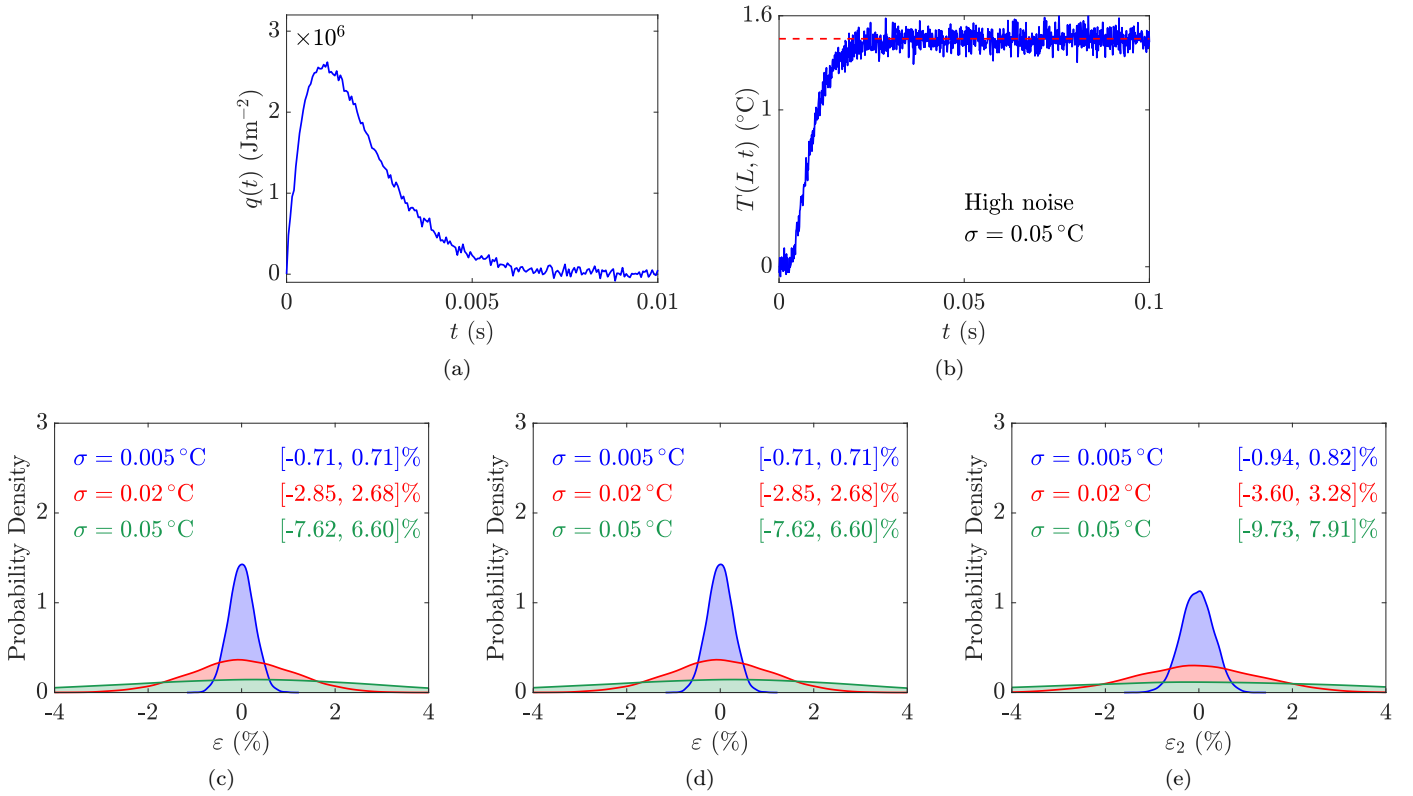 3
×10⁶
2
1
0
q(t) (Jm⁻²)
0
0.005
0.01
t (s)
(a)
1.6
1
0
T(L, t) (°C)
High noise
σ = 0.05 °C
0
0.05
0.1
t (s)
(b)
3
2
1
0
Probability Density
σ = 0.005 °C [-0.71, 0.71]%
σ = 0.02 °C [-2.85, 2.68]%
σ = 0.05 °C [-7.62, 6.60]%
-4
-2
0
2
4
ε (%)
(c)
3
2
1
0
Probability Density
σ = 0.005 °C [-0.71, 0.71]%
σ = 0.02 °C [-2.85, 2.68]%
σ = 0.05 °C [-7.62, 6.60]%
-4
-2
0
2
4
ε (%)
(d)
3
2
1
0
Probability Density
σ = 0.005 °C [-0.94, 0.82]%
σ = 0.02 °C [-3.60, 3.28]%
σ = 0.05 °C [-9.73, 7.91]%
-4
-2
0
2
4
ε₂ (%)
(e)